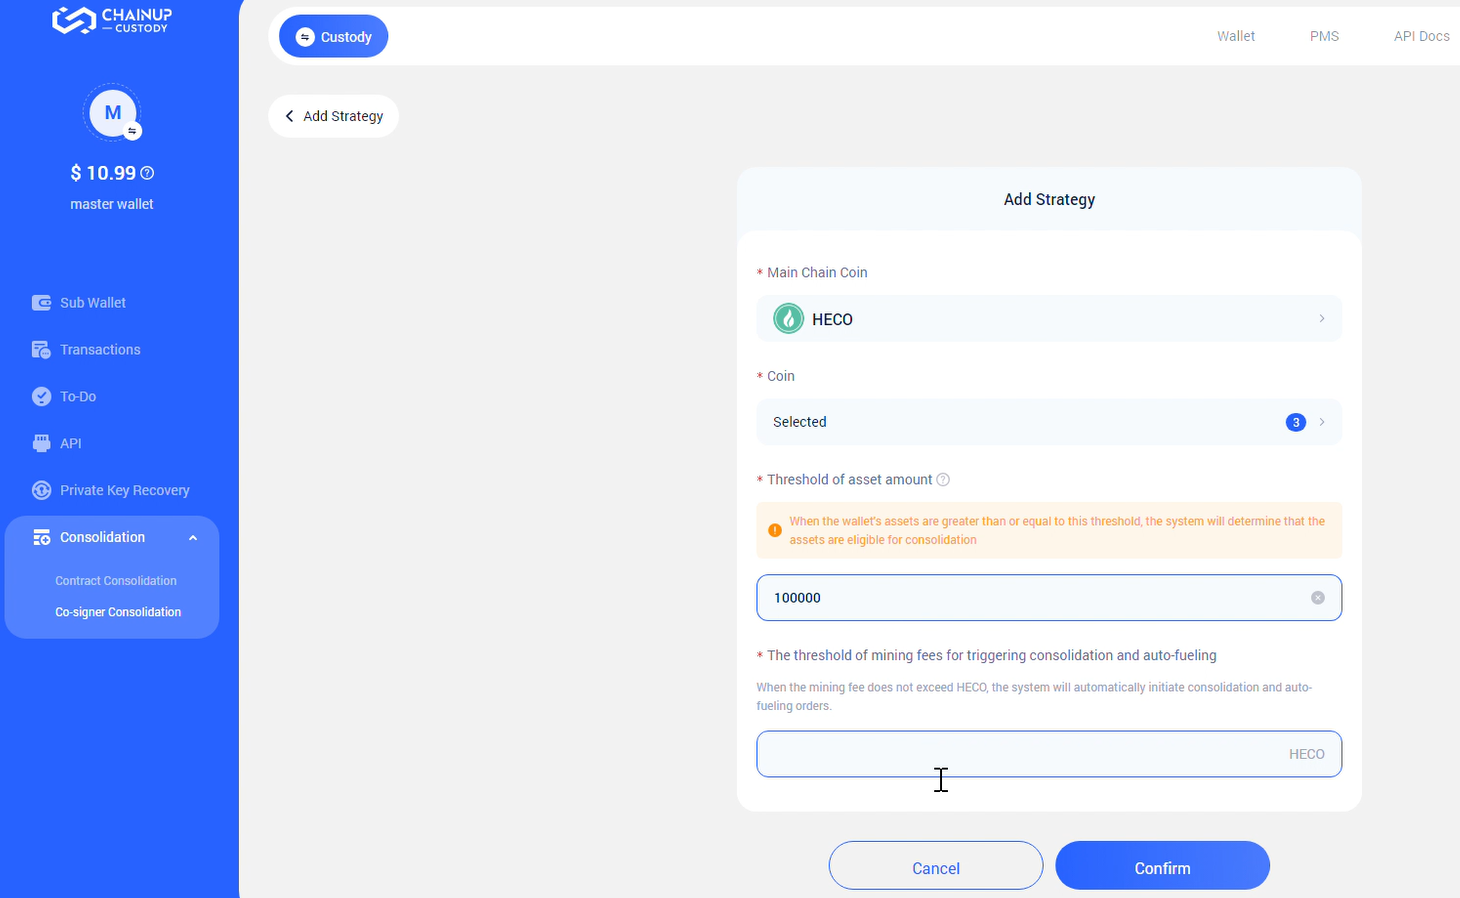 CHAINUP
CUSTODY
Custody
Wallet
PMS
API Docs
M
$ 10.99
master wallet
Add Strategy
Sub Wallet
Transactions
To-Do
API
Private Key Recovery
Consolidation
Contract Consolidation
Co-signer Consolidation
Add Strategy
* Main Chain Coin
HECO
* Coin
Selected
3
* Threshold of asset amount ?
When the wallet's assets are greater than or equal to this threshold, the system will determine that the
assets are eligible for consolidation
100000
* The threshold of mining fees for triggering consolidation and auto-fueling
When the mining fee does not exceed HECO, the system will automatically initiate consolidation and auto-
fueling orders.
HECO
Cancel
Confirm